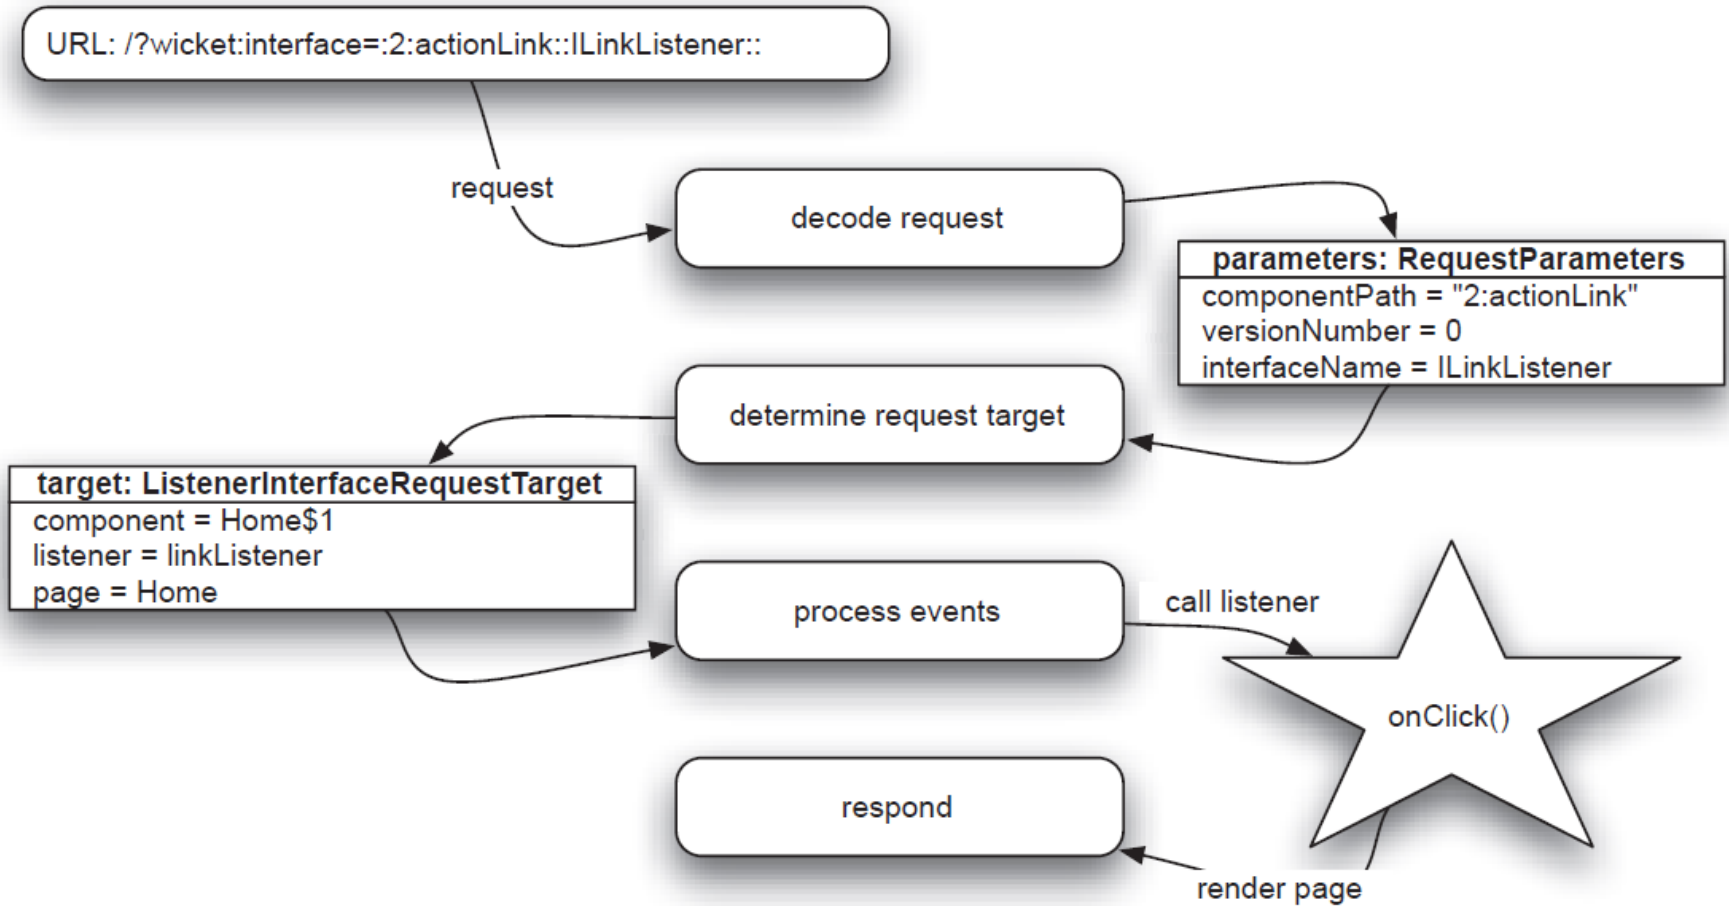 URL: /?wicket:interface=:2:actionLink::ILinkListener::
request
decode request
parameters: RequestParameters
componentPath = "2:actionLink"
versionNumber = 0
interfaceName = ILinkListener
determine request target
target: ListenerInterfaceRequestTarget
component = Home$1
listener = linkListener
page = Home
process events
call listener
onClick()
respond
render page